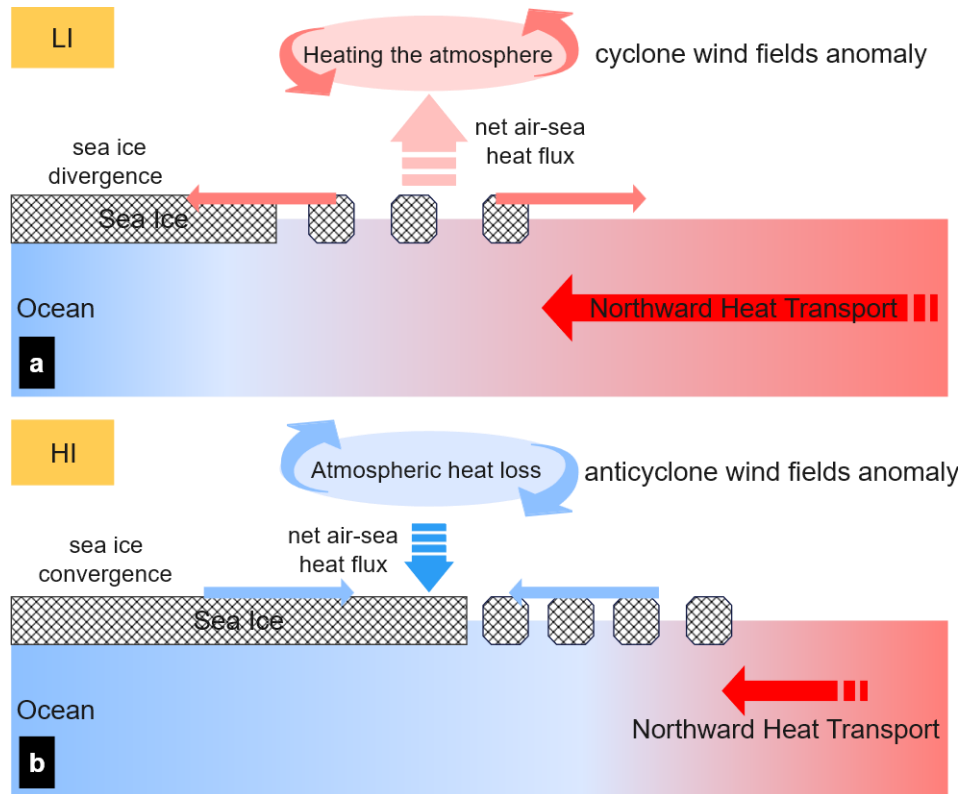 LI
Heating the atmosphere
cyclone wind fields anomaly
net air-sea
heat flux
sea ice
divergence
Sea Ice
Ocean
Northward Heat Transport
a
HI
Atmospheric heat loss
anticyclone wind fields anomaly
net air-sea
heat flux
sea ice
convergence
Sea Ice
Ocean
Northward Heat Transport
b